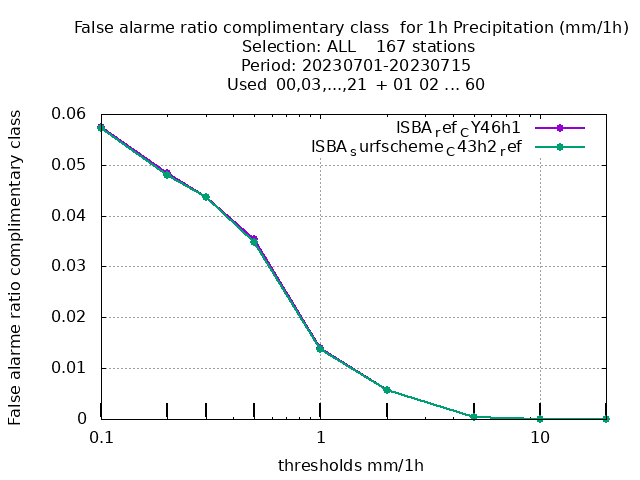 False alarme ratio complimentary class  for 1h Precipitation (mm/1h)
Selection: ALL    167 stations
Period: 20230701-20230715
Used  00,03,...,21  + 01 02 ... 60
False alarme ratio complimentary class
0.06
0.05
0.04
0.03
0.02
0.01
0
ISBA_ref_CY46h1
ISBA_surfscheme_C43h2_ref
0.1
1
10
thresholds mm/1h